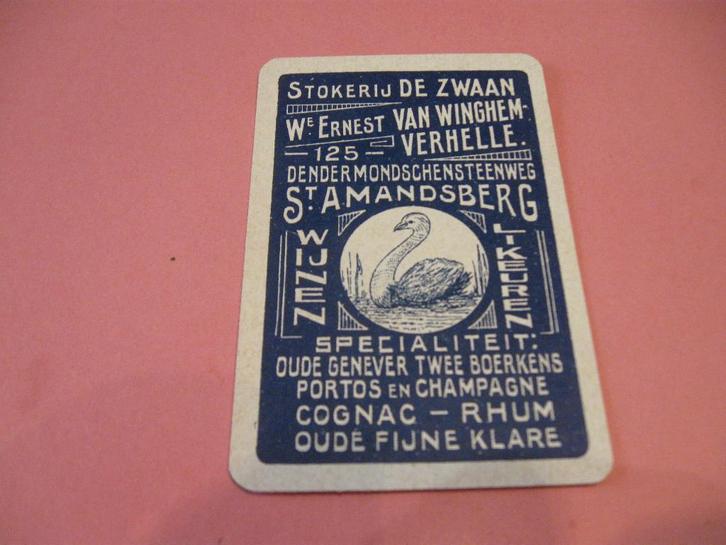 STOKERIJ DE ZWAAN
WE ERNEST VAN WINGHEM-
— 125 — VERHELLE.
DENDERMONDSCHENSTEENWEG
ST. AMANDSBERG
WIJNEN
LIKEUREN
SPECIALITEIT:
OUDE GENEVER TWEE BOERKENS
PORTOS EN CHAMPAGNE
COGNAC – RHUM
OUDE FIJNE KLARE